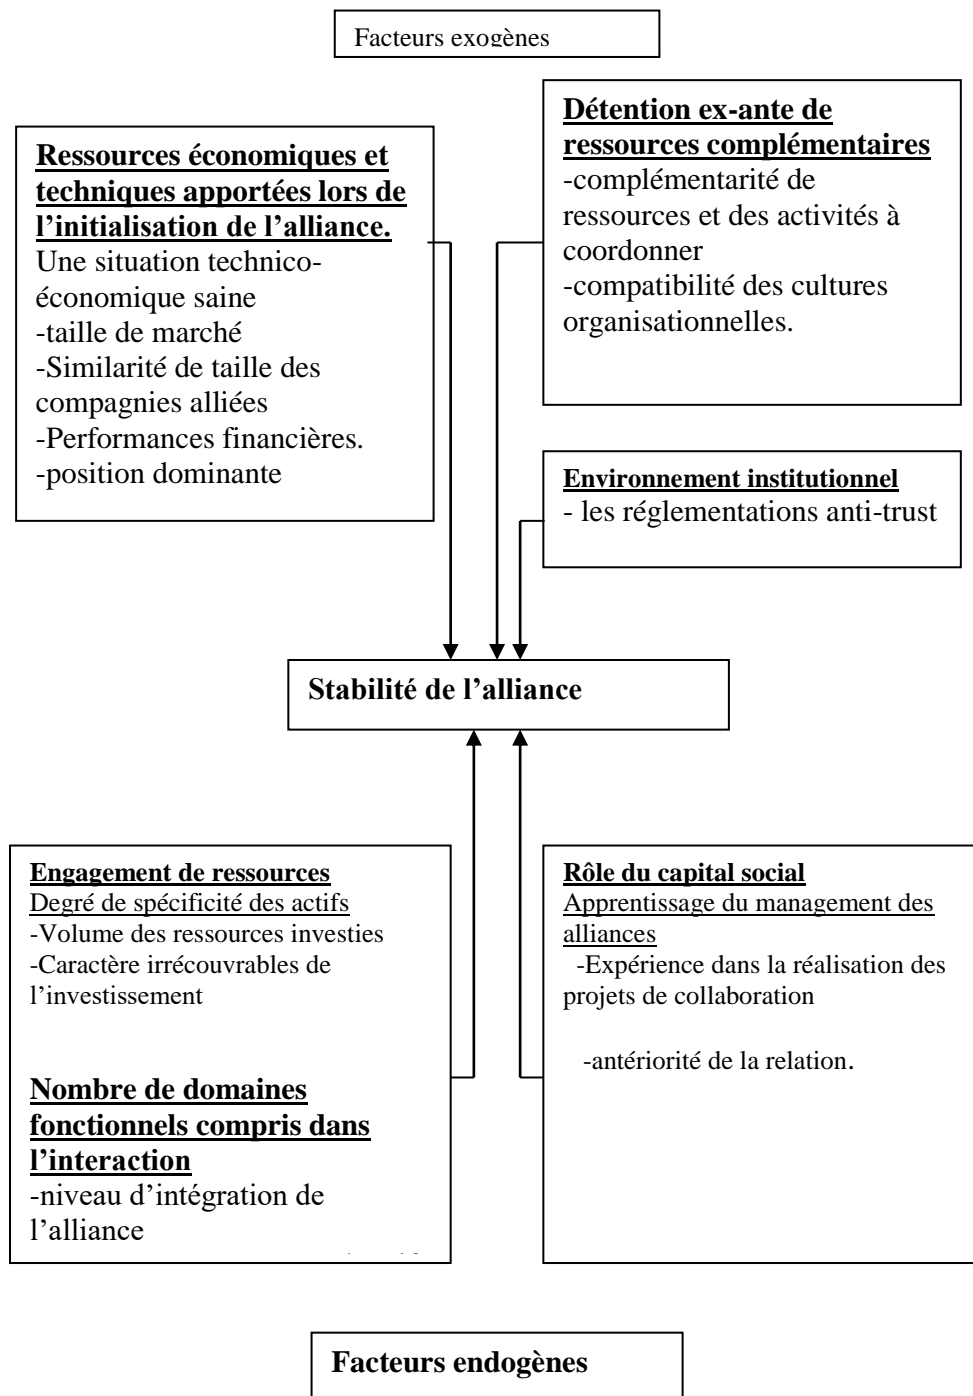 Facteurs exogènes
Ressources économiques et
techniques apportées lors de
l’initialisation de l’alliance.
Une situation technico-
économique saine
-taille de marché
-Similarité de taille des
compagnies alliées
-Performances financières.
-position dominante
Détention ex-ante de
ressources complémentaires
-complémentarité de
ressources et des activités à
coordonner
-compatibilité des cultures
organisationnelles.
Environnement institutionnel
- les réglementations anti-trust
Stabilité de l’alliance
Engagement de ressources
Degré de spécificité des actifs
-Volume des ressources investies
-Caractère irrécouvrables de
l’investissement
Nombre de domaines
fonctionnels compris dans
l’interaction
-niveau d’intégration de
l’alliance
Rôle du capital social
Apprentissage du management des
alliances
-Expérience dans la réalisation des
projets de collaboration
-antériorité de la relation.
Facteurs endogènes